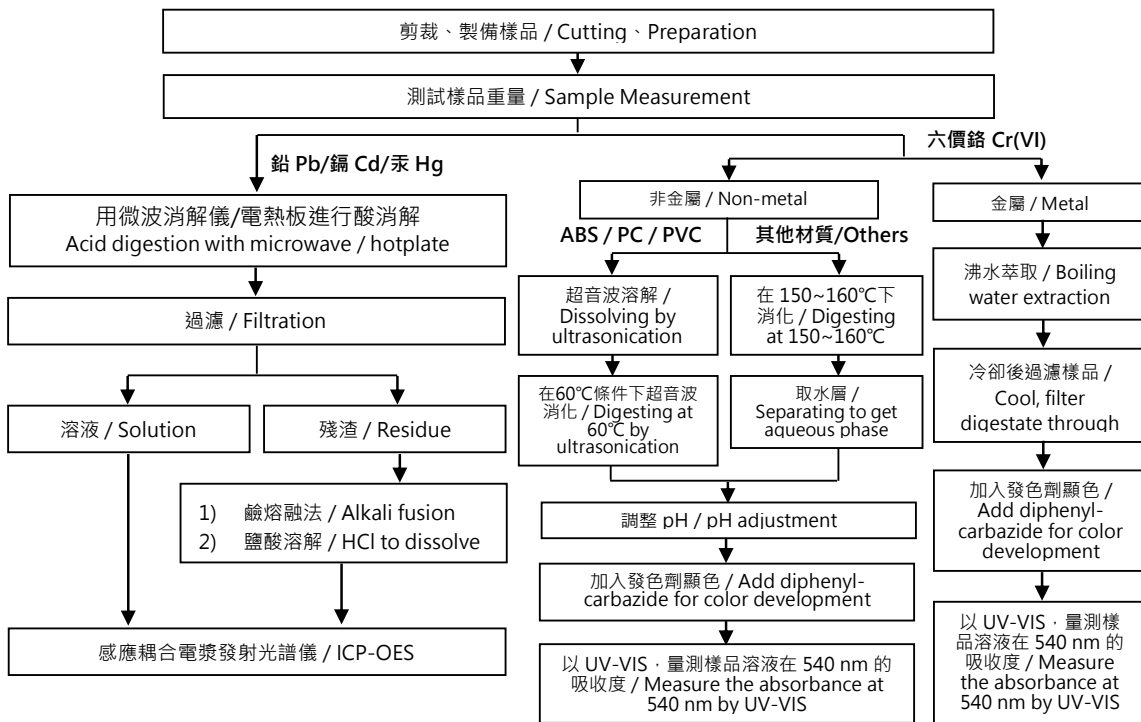 剪裁、製備樣品 / Cutting、Preparation
測試樣品重量 / Sample Measurement
鉛 Pb/鎘 Cd/汞 Hg
用微波消解儀/電熱板進行酸消解
Acid digestion with microwave / hotplate
過濾 / Filtration
溶液 / Solution
殘渣 / Residue
1) 鹼熔融法 / Alkali fusion
2) 鹽酸溶解 / HCl to dissolve
感應耦合電漿發射光譜儀 / ICP-OES
六價鉻 Cr(VI)
非金屬 / Non-metal
ABS / PC / PVC
其他材質/Others
超音波溶解 /
Dissolving by
ultrasonication
在60℃條件下超音波
消化 / Digesting at
60℃ by
ultrasonication
在 150~160℃下
消化 / Digesting
at 150~160℃
取水層 /
Separating to get
aqueous phase
調整 pH / pH adjustment
加入發色劑顯色 / Add diphenyl-
carbazide for color development
以 UV-VIS，量測樣品溶液在 540 nm 的
吸收度 / Measure the absorbance at
540 nm by UV-VIS
金屬 / Metal
沸水萃取 / Boiling
water extraction
冷卻後過濾樣品 /
Cool, filter
digestate through
加入發色劑顯色 /
Add diphenyl-
carbazide for color
development
以 UV-VIS，量測樣
品溶液在 540 nm 的
吸收度 / Measure
the absorbance at
540 nm by UV-VIS